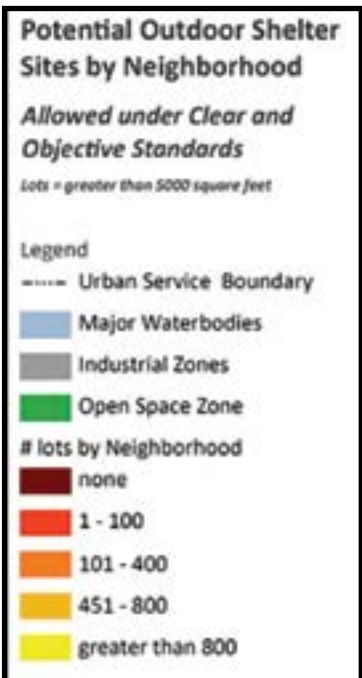 Potential Outdoor Shelter
Sites by Neighborhood
Allowed under Clear and
Objective Standards
Lots = greater than 5000 square feet
Legend
Urban Service Boundary
Major Waterbodies
Industrial Zones
Open Space Zone
# lots by Neighborhood
none
1 - 100
101 - 400
451 - 800
greater than 800